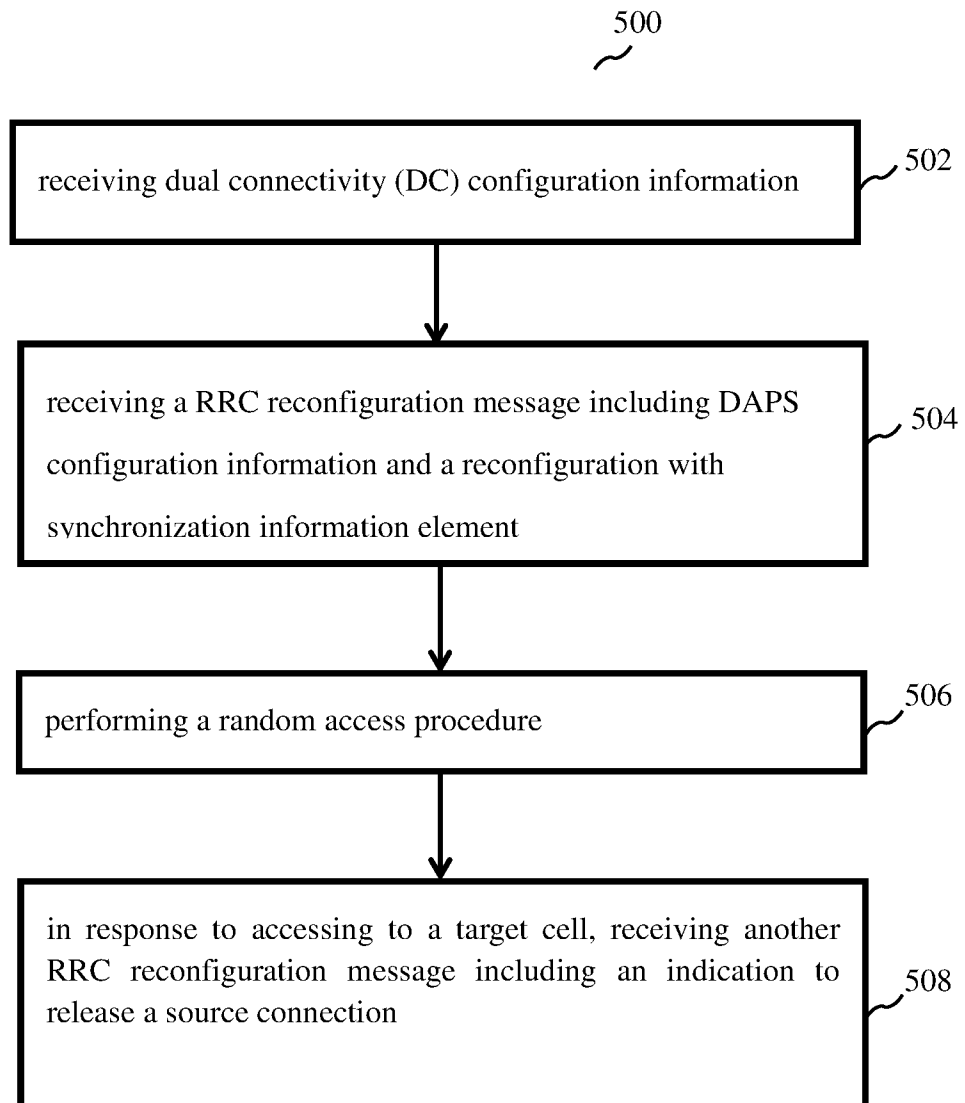 500
receiving dual connectivity (DC) configuration information
502
receiving a RRC reconfiguration message including DAPS
configuration information and a reconfiguration with
synchronization information element
504
performing a random access procedure
506
in response to accessing to a target cell, receiving another
RRC reconfiguration message including an indication to
release a source connection
508